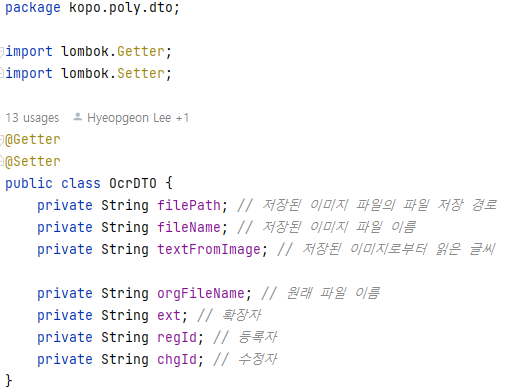 package kopo.poly.dto;
import lombok.Getter;
import lombok.Setter;
13 usages Hyeopgeon Lee +1
@Getter
@Setter
public class OcrDTO {
private String filePath; // 저장된 이미지 파일의 파일 저장 경로
private String fileName; // 저장된 이미지 파일 이름
private String textFromImage; // 저장된 이미지로부터 읽은 글씨
private String orgFileName; // 원래 파일 이름
private String ext; // 확장자
private String regId; // 등록자
private String chgId; // 수정자
}